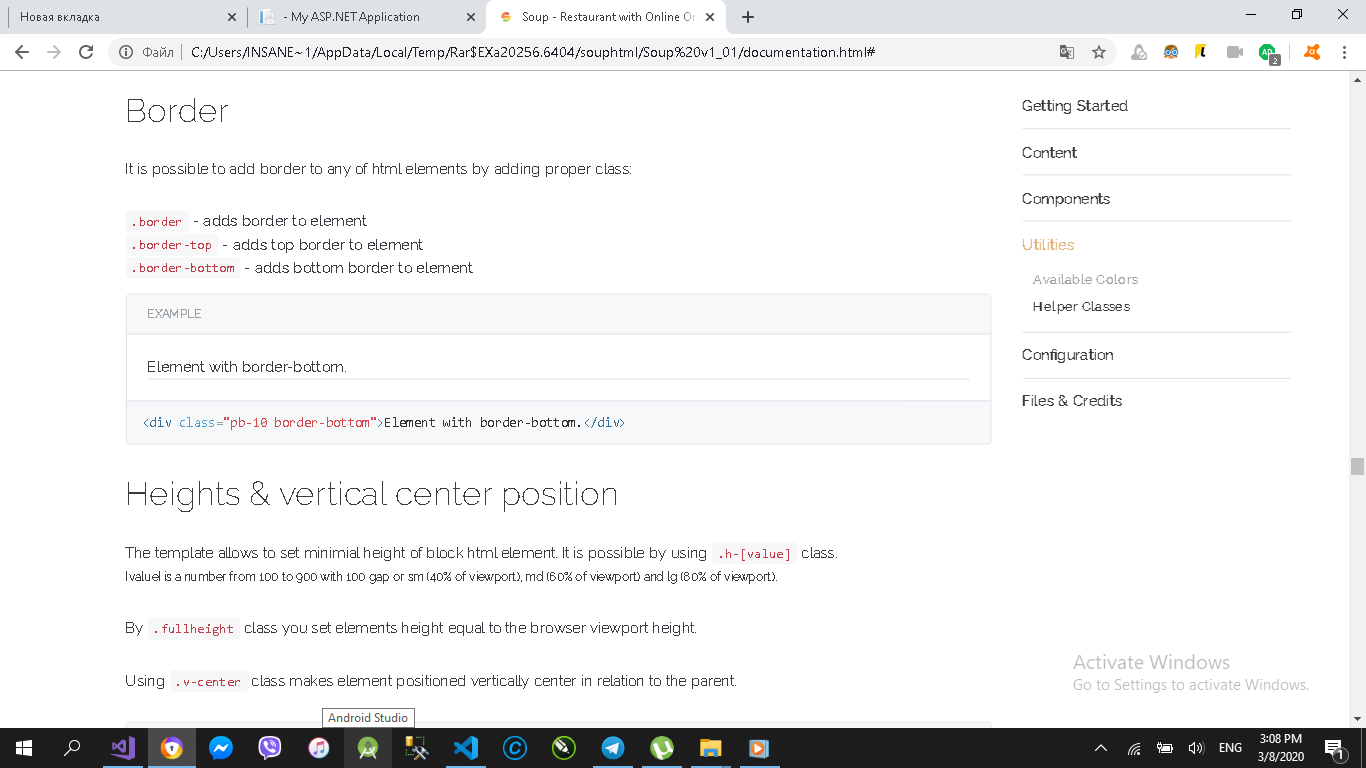 Новая вкладка
- My ASP.NET Application
Soup - Restaurant with Online Or
Файл
C:/Users/INSANE~1/AppData/Local/Temp/Rar$EXa20256.6404/souphtml/Soup%20v1_01/documentation.html#
Border
It is possible to add border to any of html elements by adding proper class:
.border - adds border to element
.border-top - adds top border to element
.border-bottom - adds bottom border to element
EXAMPLE
Element with border-bottom.
<div class="pb-10 border-bottom">Element with border-bottom.</div>
Heights & vertical center position
The template allows to set minimial height of block html element. It is possible by using .h-[value] class.
[value] is a number from 100 to 900 with 100 gap or sm (40% of viewport), md (60% of viewport) and lg (80% of viewport).
By .fullheight class you set elements height equal to the browser viewport height.
Using .v-center class makes element positioned vertically center in relation to the parent.
Getting Started
Content
Components
Utilities
Available Colors
Helper Classes
Configuration
Files & Credits
Activate Windows
Go to Settings to activate Windows.
Android Studio
ENG
3:08 PM
3/8/2020
AP
2
1